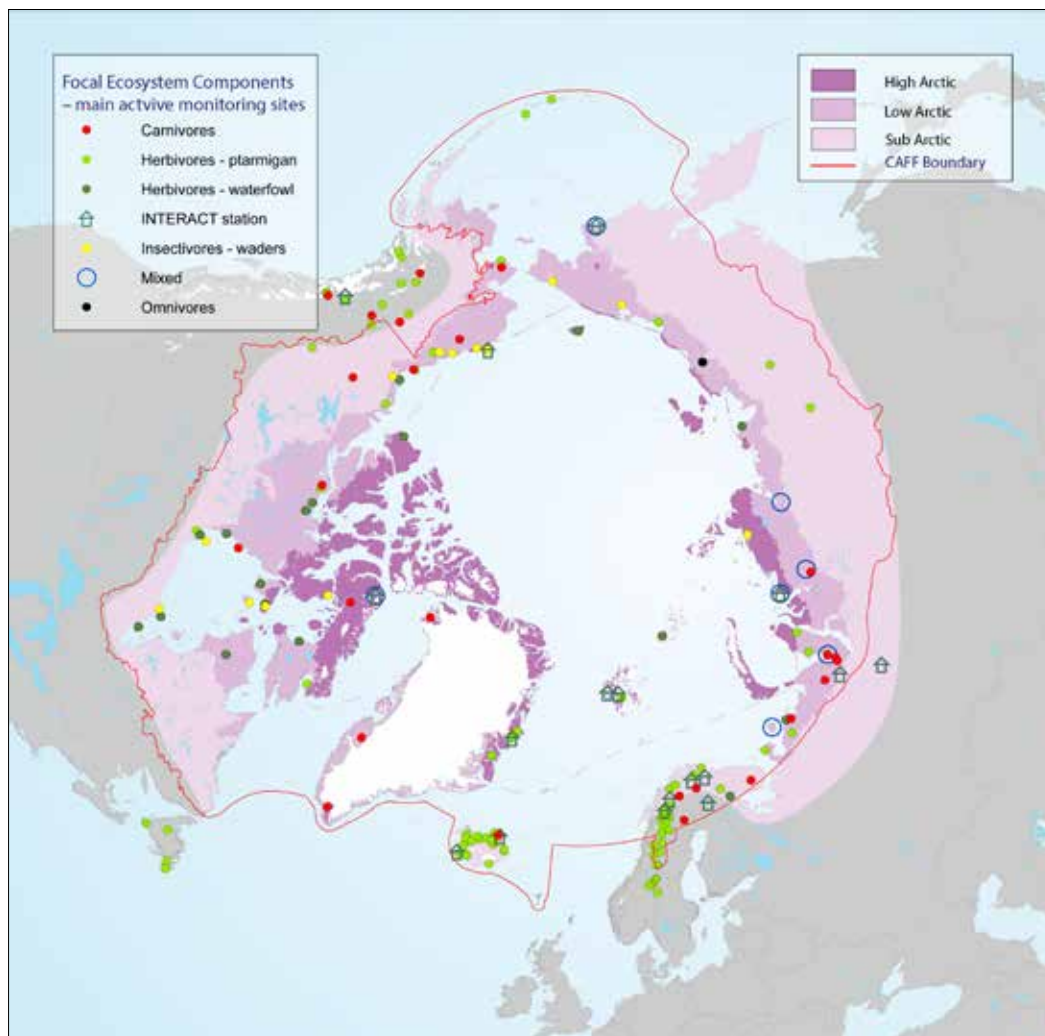 Focal Ecosystem Components
– main actvive monitoring sites
Carnivores
Herbivores - ptarmigan
Herbivores - waterfowl
INTERACT station
Insectivores - waders
Mixed
Omnivores
High Arctic
Low Arctic
Sub Arctic
CAFF Boundary